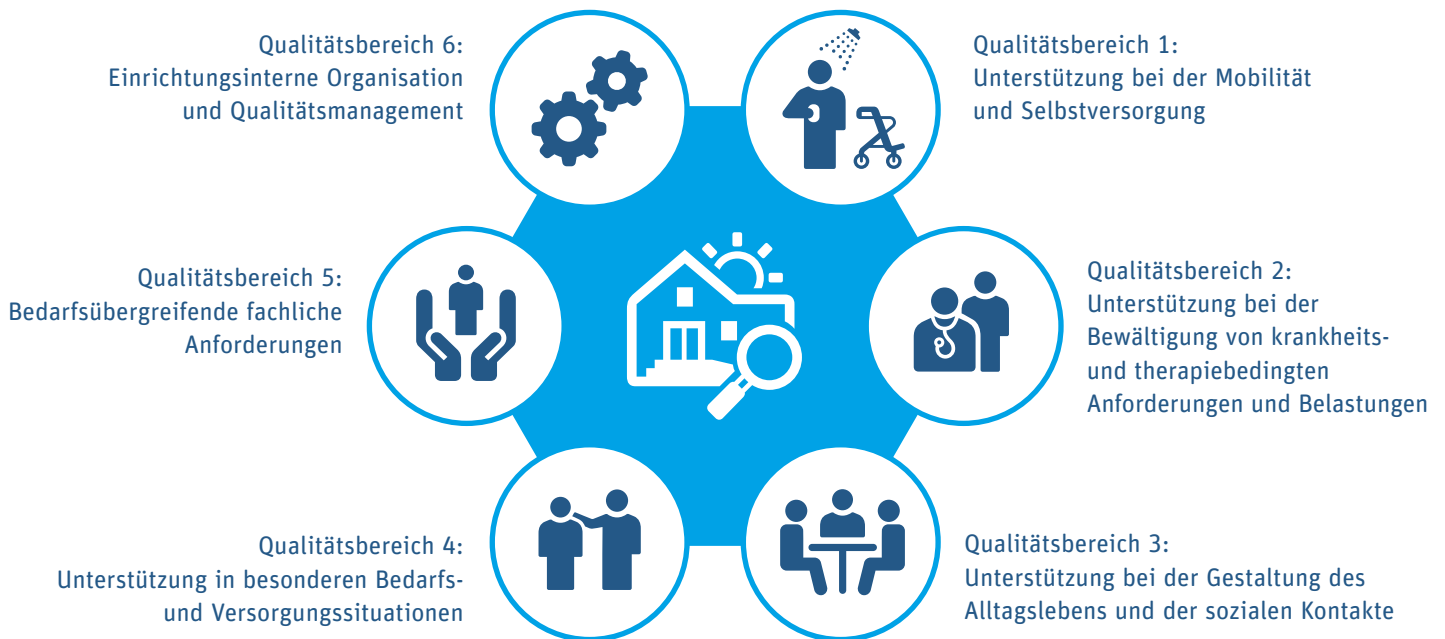 Qualitätsbereich 1:
Unterstützung bei der Mobilität
und Selbstversorgung
Qualitätsbereich 2:
Unterstützung bei der
Bewältigung von krankheits-
und therapiebedingten
Anforderungen und Belastungen
Qualitätsbereich 3:
Unterstützung bei der Gestaltung des
Alltagslebens und der sozialen Kontakte
Qualitätsbereich 4:
Unterstützung in besonderen Bedarfs-
und Versorgungssituationen
Qualitätsbereich 5:
Bedarfsübergreifende fachliche
Anforderungen
Qualitätsbereich 6:
Einrichtungsinterne Organisation
und Qualitätsmanagement